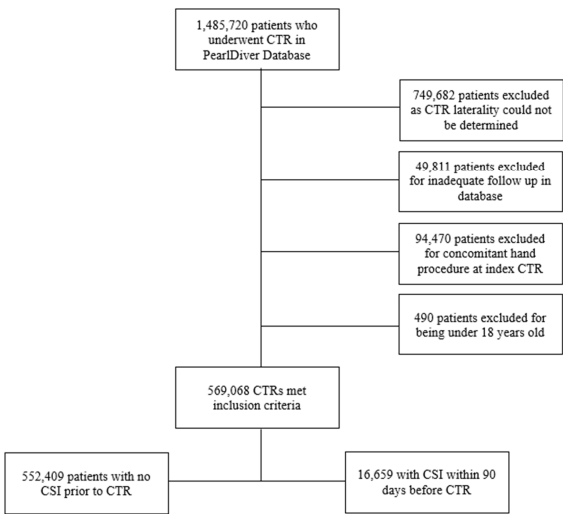 1,485,720 patients who
underwent CTR in
PearlDiver Database
749,682 patients excluded
as CTR laterality could not
be determined
49,811 patients excluded
for inadequate follow up in
database
94,470 patients excluded
for concomitant hand
procedure at index CTR
490 patients excluded for
being under 18 years old
569,068 CTRs met
inclusion criteria
552,409 patients with no
CSI prior to CTR
16,659 with CSI within 90
days before CTR